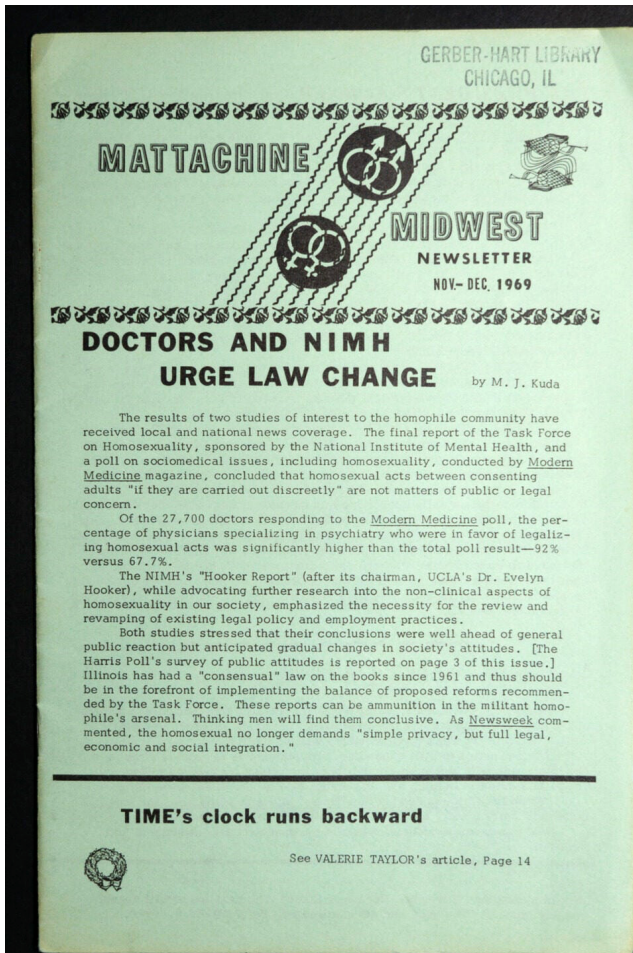 GERBER-HART LIBRARY
CHICAGO, IL
MATTACHINE
MIDWEST
NEWSLETTER
NOV.- DEC. 1969
DOCTORS AND NIMH
URGE LAW CHANGE by M. J. Kuda
The results of two studies of interest to the homophile community have
received local and national news coverage. The final report of the Task Force
on Homosexuality, sponsored by the National Institute of Mental Health, and
a poll on sociomedical issues, including homosexuality, conducted by Modern
Medicine magazine, concluded that homosexual acts between consenting
adults "if they are carried out discreetly" are not matters of public or legal
concern.
Of the 27,700 doctors responding to the Modern Medicine poll, the per-
centage of physicians specializing in psychiatry who were in favor of legaliz-
ing homosexual acts was significantly higher than the total poll result—92%
versus 67.7%.
The NIMH's "Hooker Report" (after its chairman, UCLA's Dr. Evelyn
Hooker), while advocating further research into the non-clinical aspects of
homosexuality in our society, emphasized the necessity for the review and
revamping of existing legal policy and employment practices.
Both studies stressed that their conclusions were well ahead of general
public reaction but anticipated gradual changes in society's attitudes. [The
Harris Poll's survey of public attitudes is reported on page 3 of this issue.]
Illinois has had a "consensual" law on the books since 1961 and thus should
be in the forefront of implementing the balance of proposed reforms recommen-
ded by the Task Force. These reports can be ammunition in the militant homo-
phile's arsenal. Thinking men will find them conclusive. As Newsweek com-
mented, the homosexual no longer demands "simple privacy, but full legal,
economic and social integration."
TIME's clock runs backward
See VALERIE TAYLOR's article, Page 14